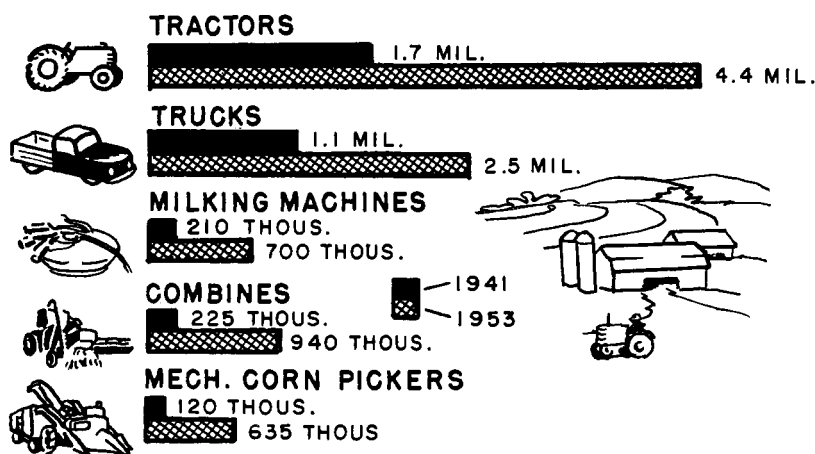 TRACTORS
1.7 MIL.
4.4 MIL.
TRUCKS
1.1 MIL.
2.5 MIL.
MILKING MACHINES
210 THOUS.
700 THOUS.
COMBINES
225 THOUS.
940 THOUS.
MECH. CORN PICKERS
120 THOUS.
635 THOUS
1941
1953